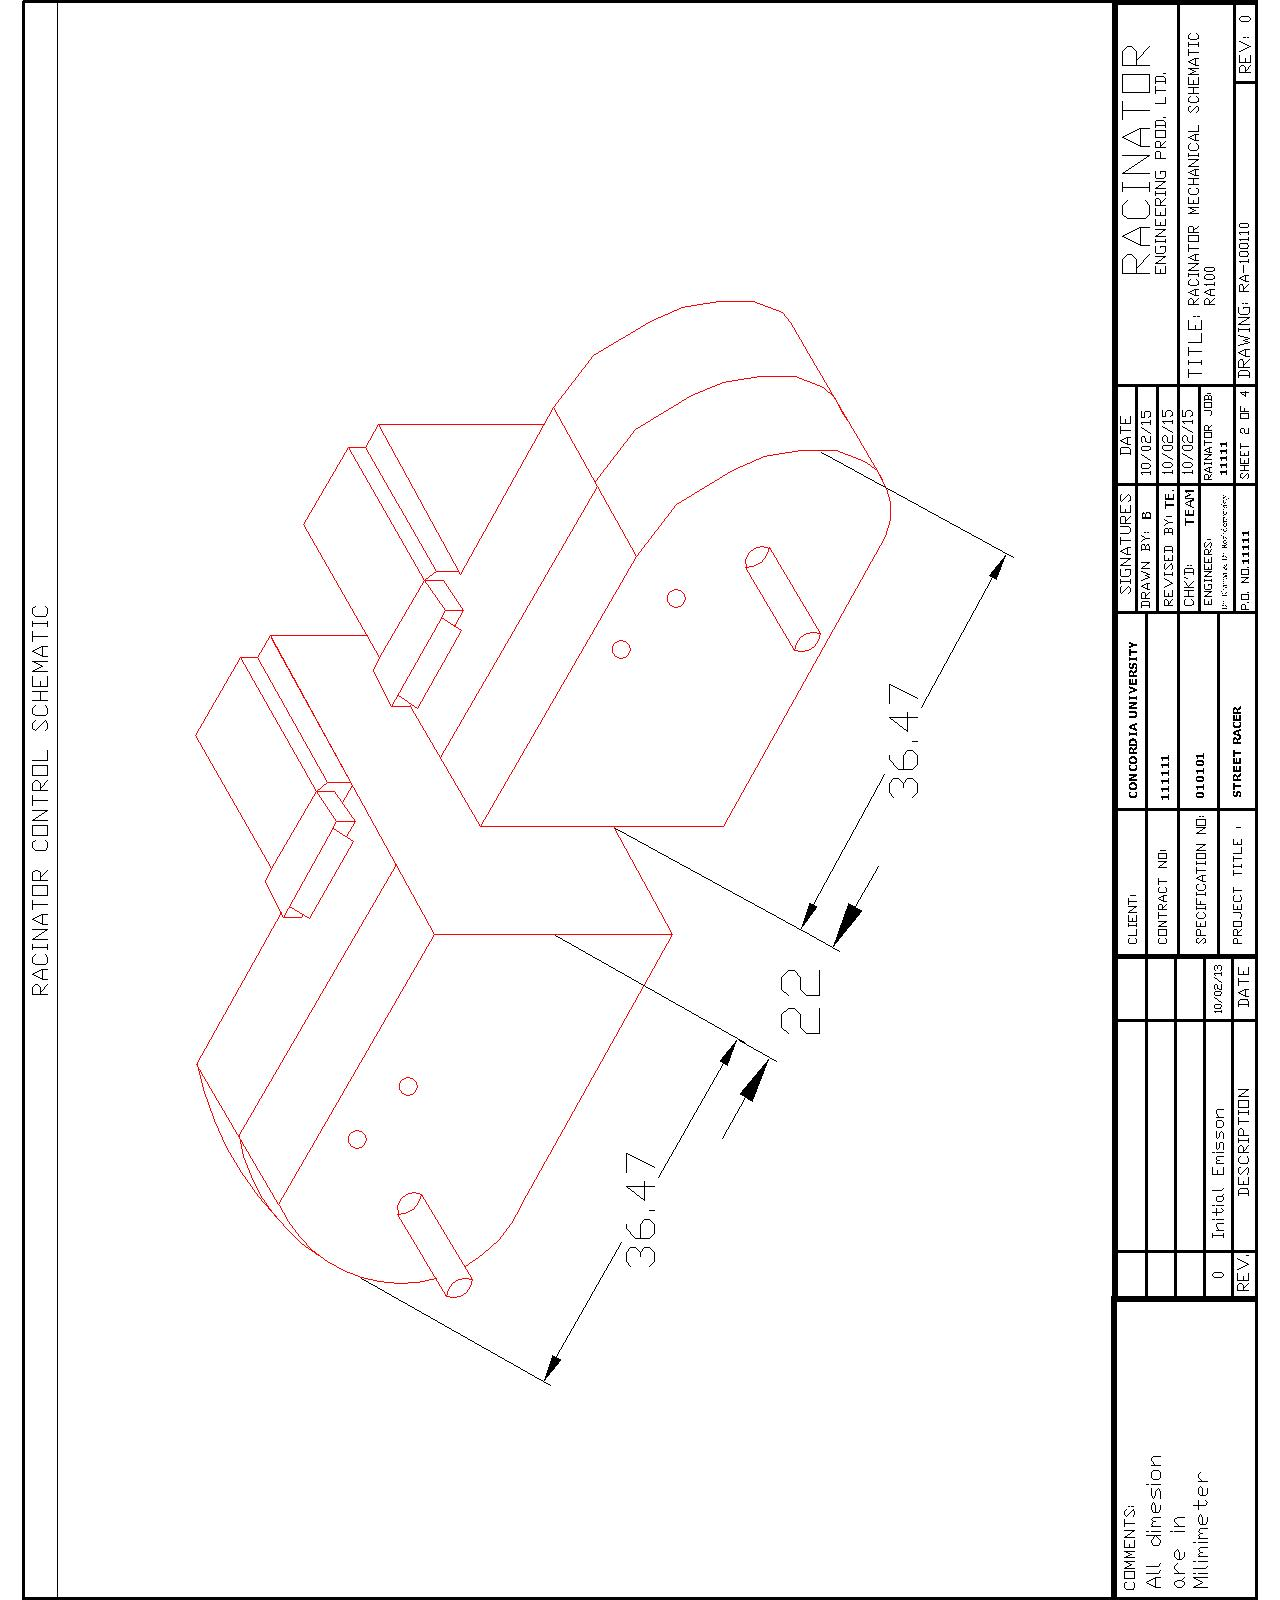 RACINATOR CONTROL SCHEMATIC
36.47
22
36.47
COMMENTS:
All dimesion
are in
Milimimeter
0
Initial Emisson
10/02/13
REV.
DESCRIPTION
DATE
CLIENT:
CONCORDIA UNIVERSITY
CONTRACT NO:
111111
SPECIFICATION NO:
010101
PROJECT TITLE :
STREET RACER
SIGNATURES
DATE
DRAWN BY: B
10/02/15
REVISED BY: TE.
10/02/15
CHK'D: TEAM
10/02/15
ENGINEERS:
RAINATOR JOB:
11111
P.O. NO.11111
SHEET 2 OF 4
RACINATOR
ENGINEERING PROD. LTD.
TITLE: RACINATOR MECHANICAL SCHEMATIC
RA100
DRAWING: RA-100110
REV: 0